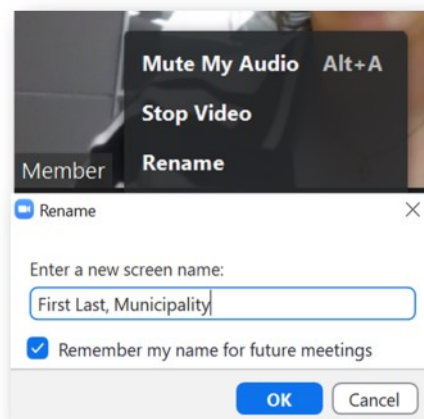 Mute My Audio Alt+A
Stop Video
Rename
Member
Rename
Enter a new screen name:
First Last, Municipality
Remember my name for future meetings
OK Cancel